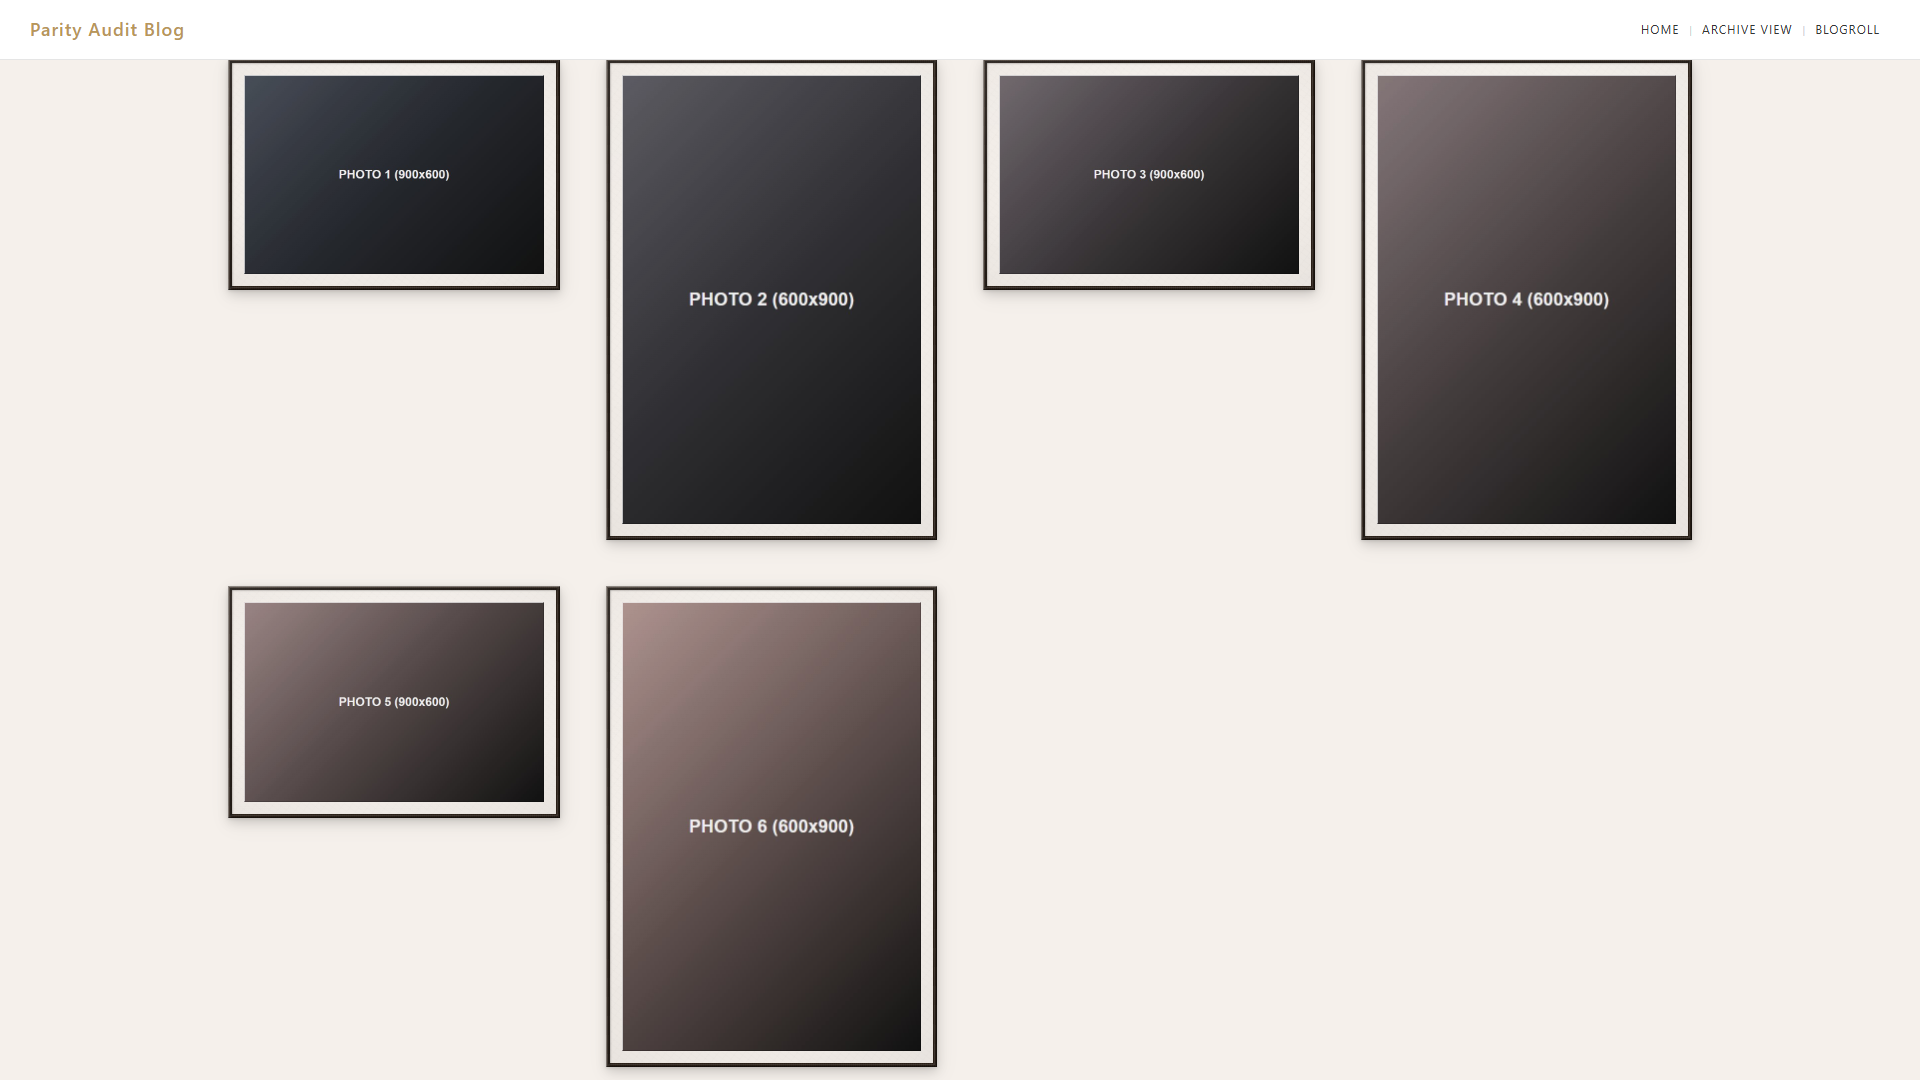 Parity Audit Blog
HOME | ARCHIVE VIEW | BLOGROLL
PHOTO 1 (900x600)
PHOTO 2 (600x900)
PHOTO 3 (900x600)
PHOTO 4 (600x900)
PHOTO 5 (900x600)
PHOTO 6 (600x900)